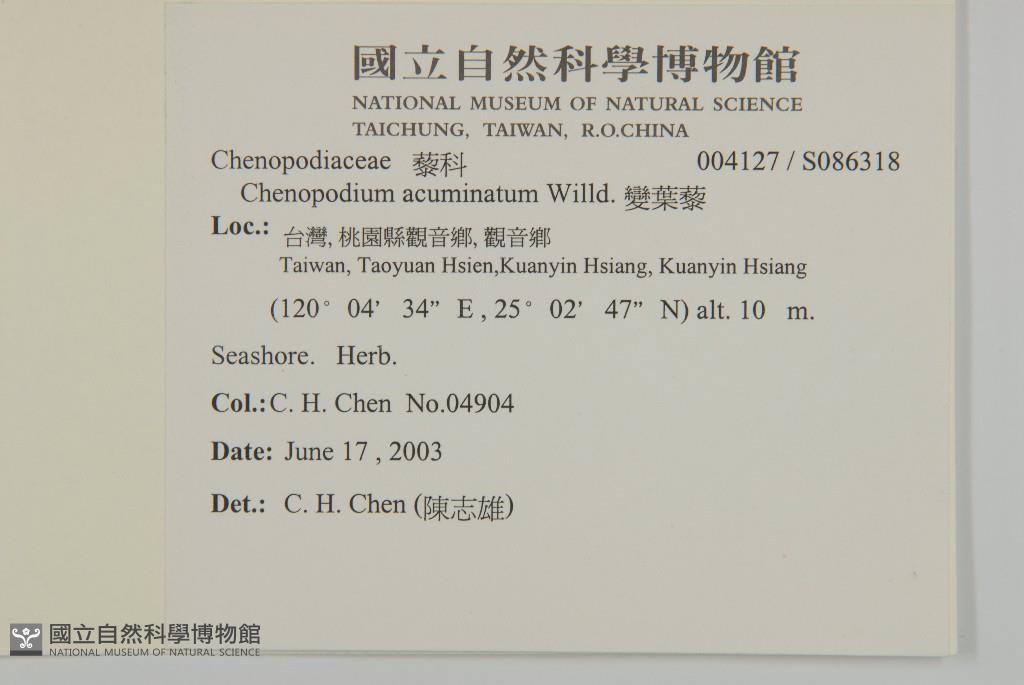 國立自然科學博物館
NATIONAL MUSEUM OF NATURAL SCIENCE
TAICHUNG, TAIWAN, R.O.CHINA
Chenopodiaceae 藜科 004127 / S086318
Chenopodium acuminatum Willd. 變葉藜
Loc.: 台灣, 桃園縣觀音鄉, 觀音鄉
Taiwan, Taoyuan Hsien,Kuanyin Hsiang, Kuanyin Hsiang
(120° 04’ 34” E , 25° 02’ 47” N) alt. 10 m.
Seashore. Herb.
Col.: C. H. Chen No.04904
Date: June 17 , 2003
Det.: C. H. Chen (陳志雄)
國立自然科學博物館
NATIONAL MUSEUM OF NATURAL SCIENCE